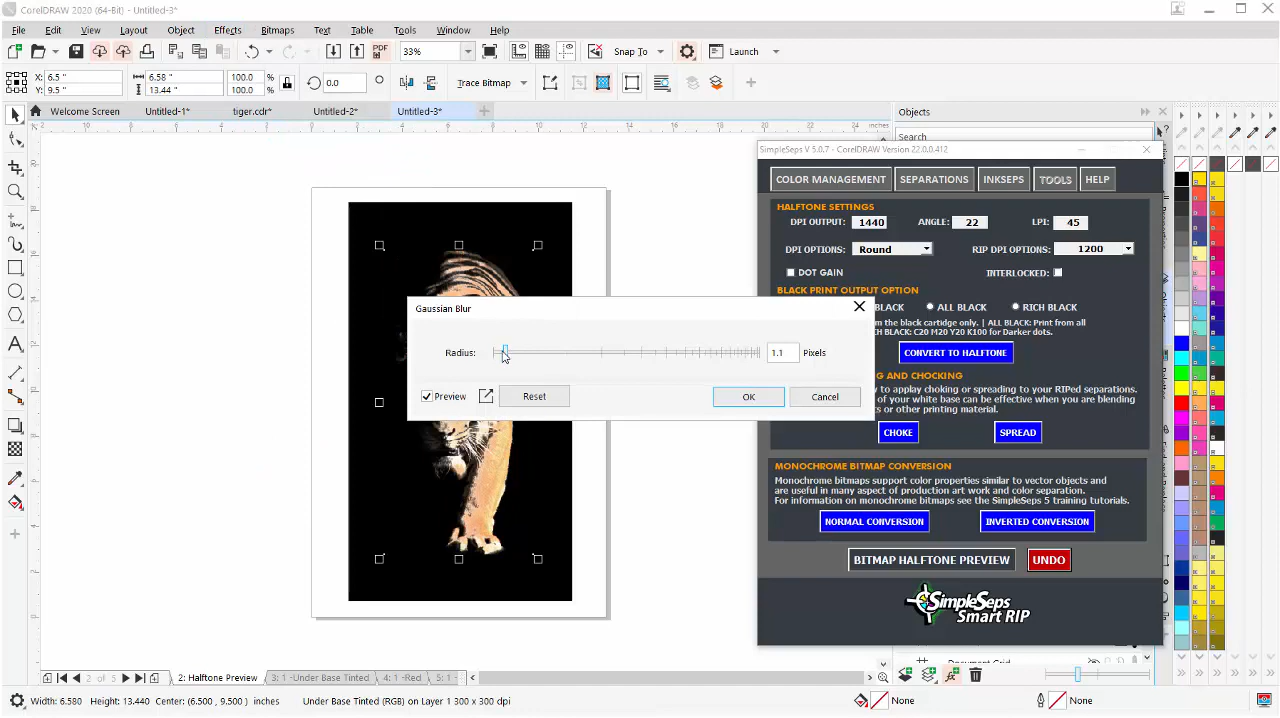 CorelDRAW 2020 (64-Bit) - Untitled-3*
File Edit View Layout Object Effects Bitmaps Text Table Tools Window Help
PDF 33% Snap To Launch
X: 6.5 " 6.58 " 100.0 %
Y: 9.5 " 13.44 " 100.0 %
0.0 ° Trace Bitmap
Welcome Screen Untitled-1* tiger.cdr* Untitled-2* Untitled-3*
inches
Objects
Search
SimpleSeps V 5.0.7 - CorelDRAW Version 22.0.0.412
COLOR MANAGEMENT SEPARATIONS INKSEPS TOOLS HELP
HALFTONE SETTINGS
DPI OUTPUT: 1440 ANGLE: 22 LPI: 45
DPI OPTIONS: Round RIP DPI OPTIONS: 1200
DOT GAIN INTERLOCKED:
BLACK PRINT OUTPUT OPTION
BLACK ALL BLACK RICH BLACK
m the black cartidge only. | ALL BLACK: Print from all
CH BLACK: C20 M20 Y20 K100 for Darker dots.
CONVERT TO HALFTONE
G AND CHOCKING
y to applay choking or spreading to your RIPed separations.
of your white base can be effective when you are blending
ts or other printing material.
CHOKE SPREAD
MONOCHROME BITMAP CONVERSION
Monochrome bitmaps support color properties similar to vector objects and
are useful in many aspect of production art work and color separation.
For information on monochrome bitmaps see the SimpleSeps 5 training tutorials.
NORMAL CONVERSION INVERTED CONVERSION
BITMAP HALFTONE PREVIEW UNDO
SimpleSeps
Smart RIP
Gaussian Blur
Radius: 1.1 Pixels
Preview Reset OK Cancel
Document Grid
2 of 5 2: Halftone Preview 3: 1 -Under Base Tinted 4: 1 -Red 5: 1 -
Width: 6.580 Height: 13.440 Center: (6.500 , 9.500 ) inches Under Base Tinted (RGB) on Layer 1 300 x 300 dpi None None